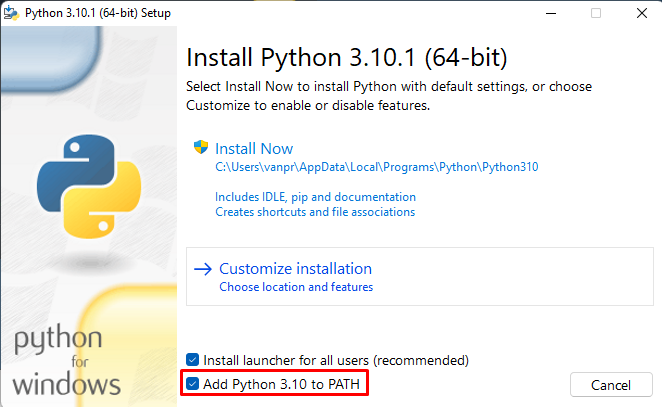 Python 3.10.1 (64-bit) Setup
Install Python 3.10.1 (64-bit)
Select Install Now to install Python with default settings, or choose
Customize to enable or disable features.
Install Now
C:\Users\vanpr\AppData\Local\Programs\Python\Python310
Includes IDLE, pip and documentation
Creates shortcuts and file associations
Customize installation
Choose location and features
python
for
windows
Install launcher for all users (recommended)
Add Python 3.10 to PATH
Cancel